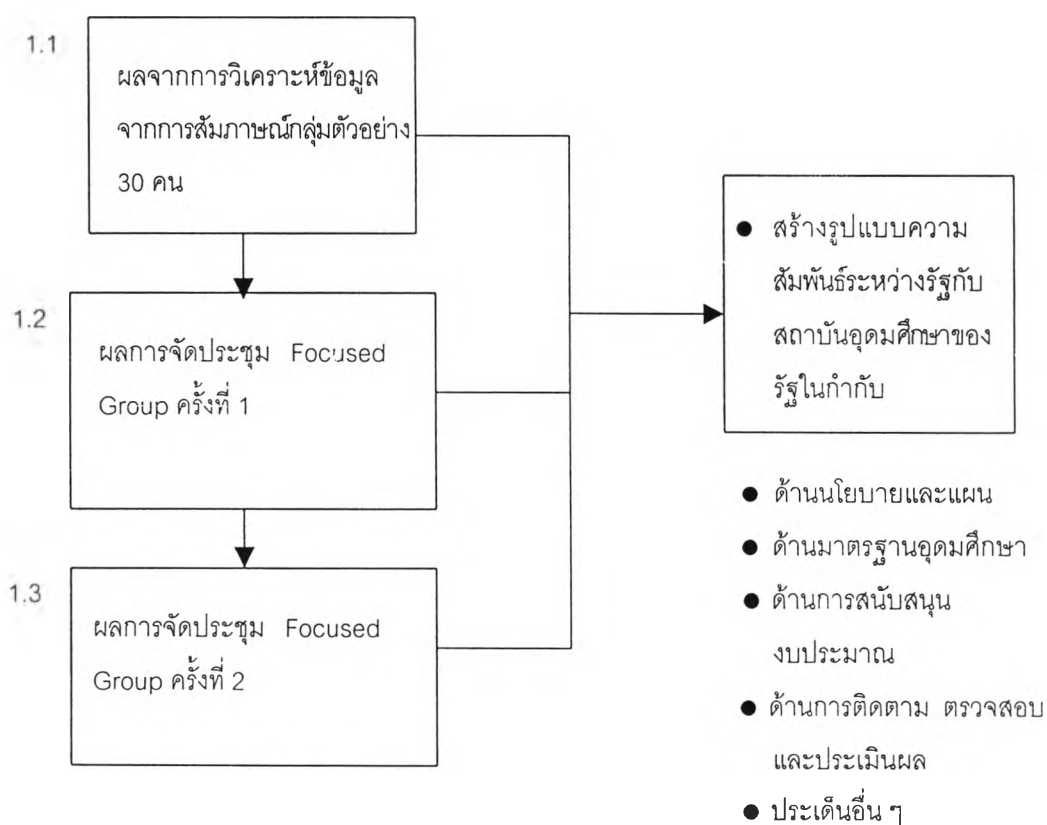 1.1
ผลจากการวิเคราะห์ข้อมูล
จากการสัมภาษณ์กลุ่มตัวอย่าง
30 คน
1.2
ผลการจัดประชุม Focused
Group ครั้งที่ 1
1.3
ผลการจัดประชุม Focused
Group ครั้งที่ 2
● สร้างรูปแบบความ
สัมพันธ์ระหว่างรัฐกับ
สถาบันอุดมศึกษาของ
รัฐในกำกับ
● ด้านนโยบายและแผน
● ด้านมาตรฐานอุดมศึกษา
● ด้านการสนับสนุน
งบประมาณ
● ด้านการติดตาม ตรวจสอบ
และประเมินผล
● ประเด็นอื่น ๆ